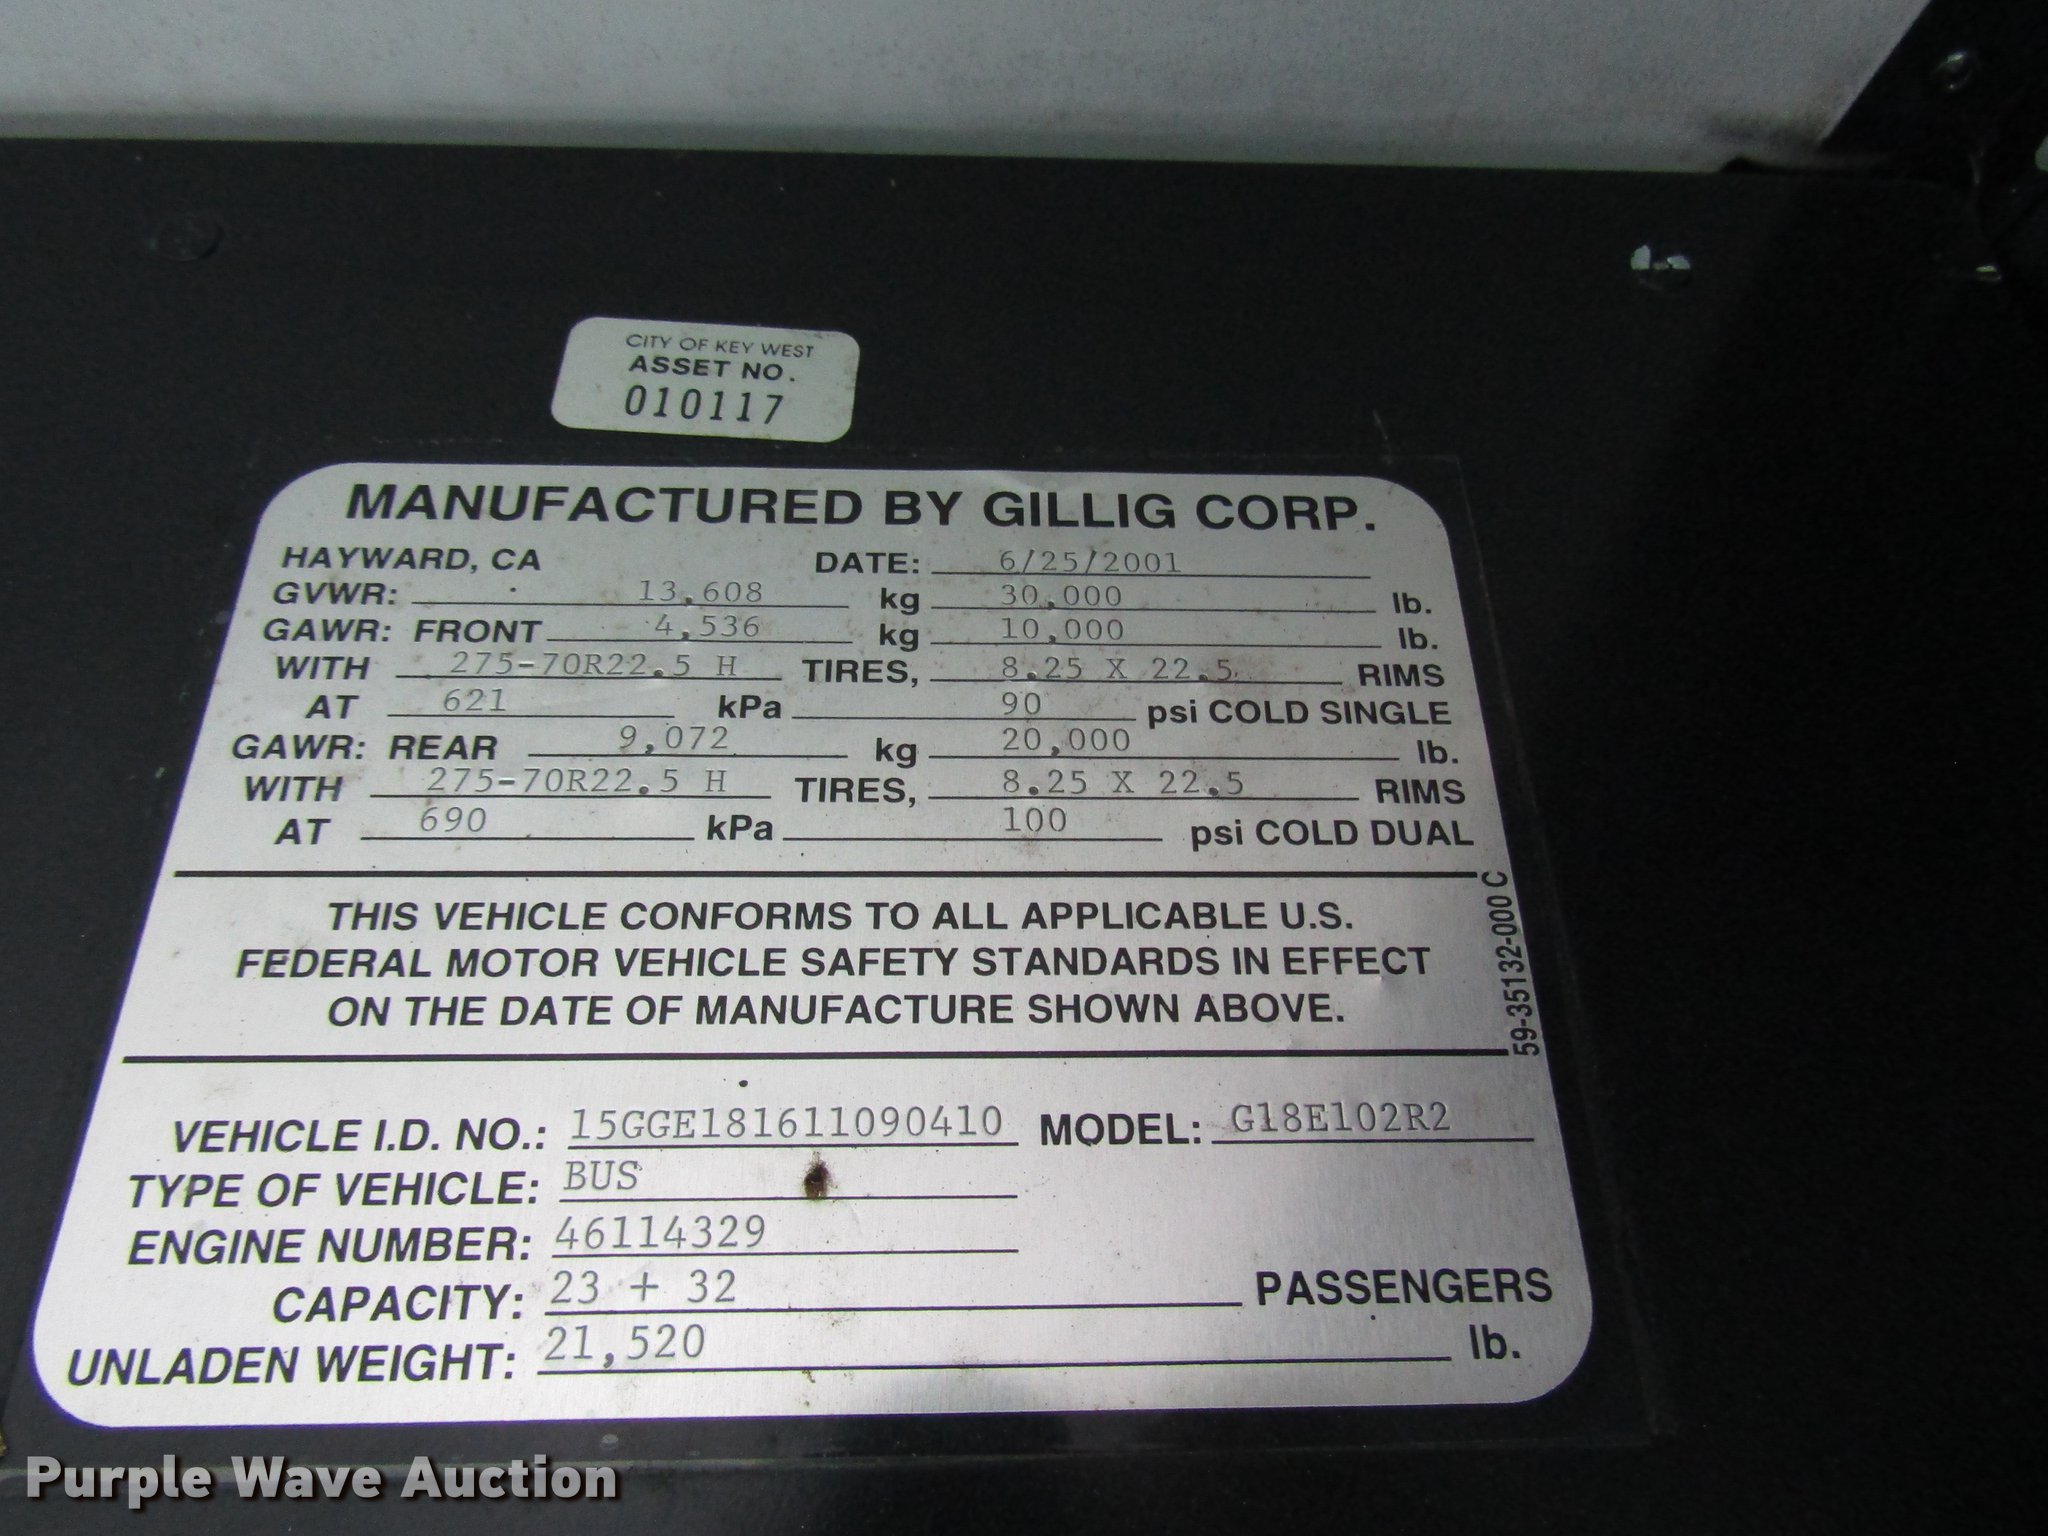 CITY OF KEY WEST
ASSET NO.
010117
MANUFACTURED BY GILLIG CORP.
HAYWARD, CA DATE: 6/25/2001
GVWR: 13,608 kg 30,000 lb.
GAWR: FRONT 4,536 kg 10,000 lb.
WITH 275-70R22.5 H TIRES, 8.25 X 22.5 RIMS
AT 621 kPa 90 psi COLD SINGLE
GAWR: REAR 9,072 kg 20,000 lb.
WITH 275-70R22.5 H TIRES, 8.25 X 22.5 RIMS
AT 690 kPa 100 psi COLD DUAL
THIS VEHICLE CONFORMS TO ALL APPLICABLE U.S.
FEDERAL MOTOR VEHICLE SAFETY STANDARDS IN EFFECT
ON THE DATE OF MANUFACTURE SHOWN ABOVE.
59-35132-000 C
VEHICLE I.D. NO.: 15GGE181611090410 MODEL: G18E102R2
TYPE OF VEHICLE: BUS
ENGINE NUMBER: 46114329
CAPACITY: 23 + 32 PASSENGERS
UNLADEN WEIGHT: 21,520 lb.
Purple Wave Auction